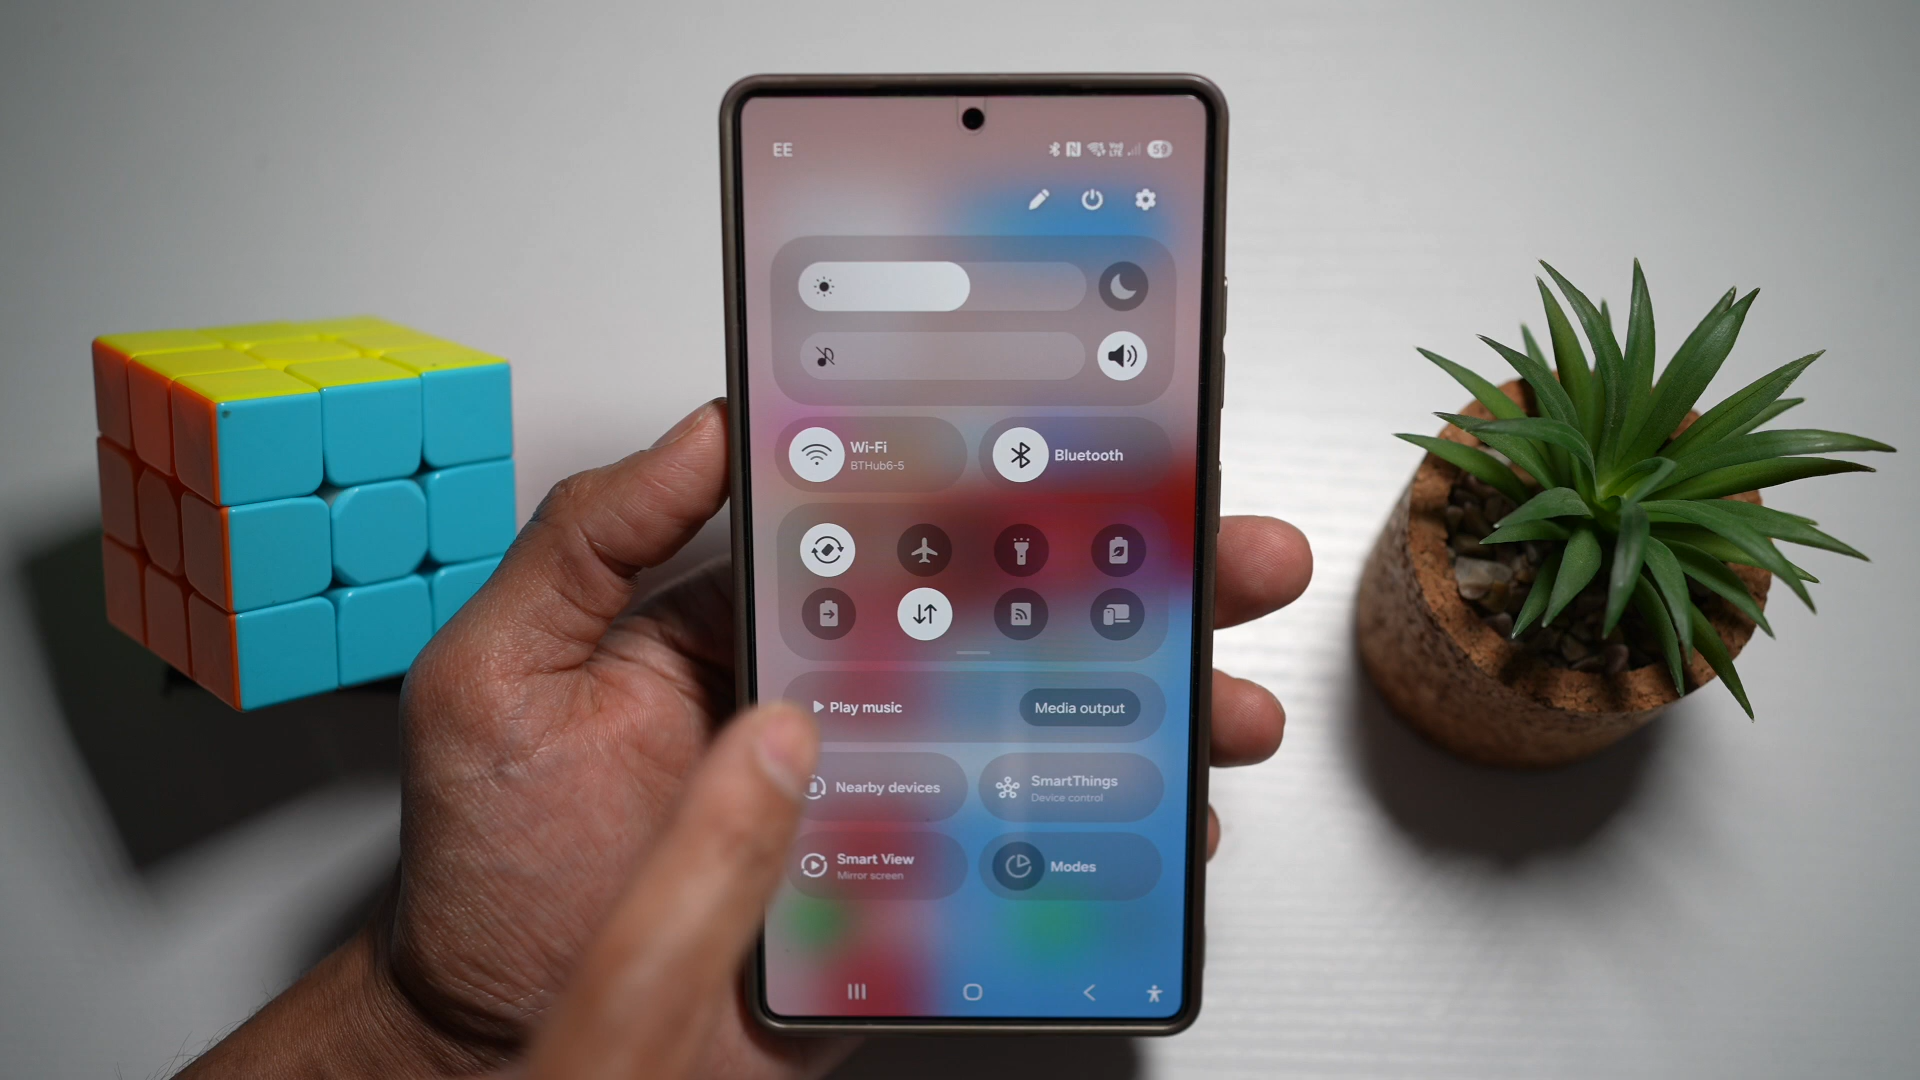 EE
59
Wi-Fi
BTHub6-5
Bluetooth
Play music
Media output
Nearby devices
SmartThings
Device control
Smart View
Mirror screen
Modes